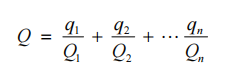 Q = q₁/Q₁ + q₂/Q₂ + ⋯ qₙ/Qₙ